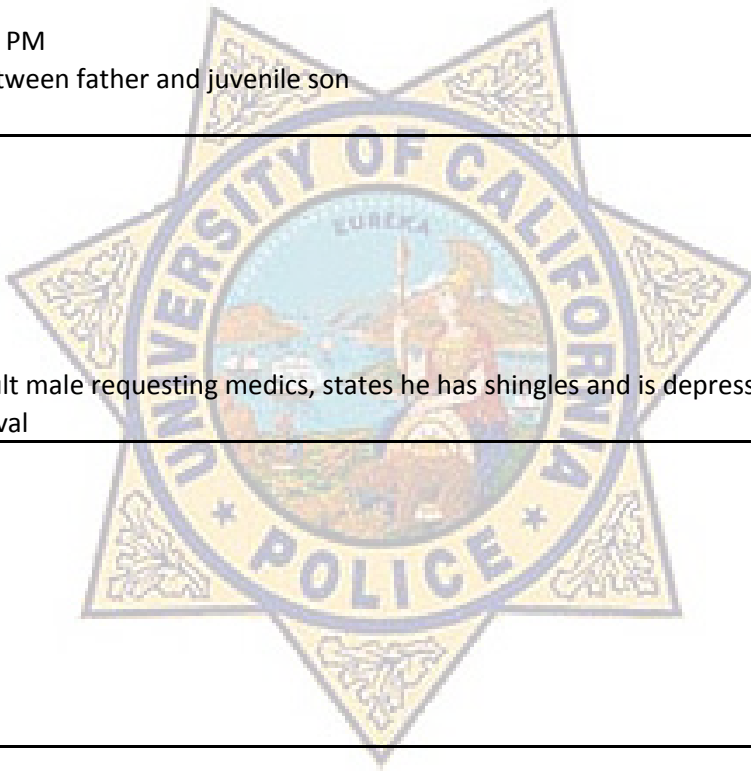 PM
tween father and juvenile son
UNIVERSITY OF CALIFORNIA
EUREKA
lt male requesting medics, states he has shingles and is depress
val
POLICE